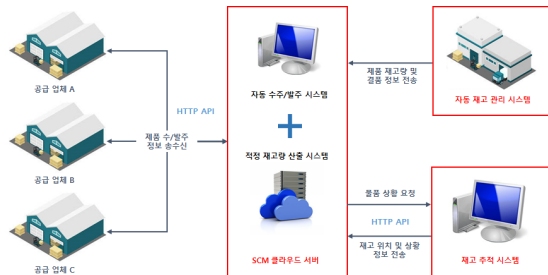 공급 업체 A
HTTP API
제품 수/발주
정보 송수신
공급 업체 B
공급 업체 C
자동 수주/발주 시스템
적정 재고량 산출 시스템
SCM 클라우드 서버
제품 재고량 및
결품 정보 전송
자동 재고 관리 시스템
물품 상황 요청
HTTP API
재고 위치 및 상황
정보 전송
재고 추적 시스템